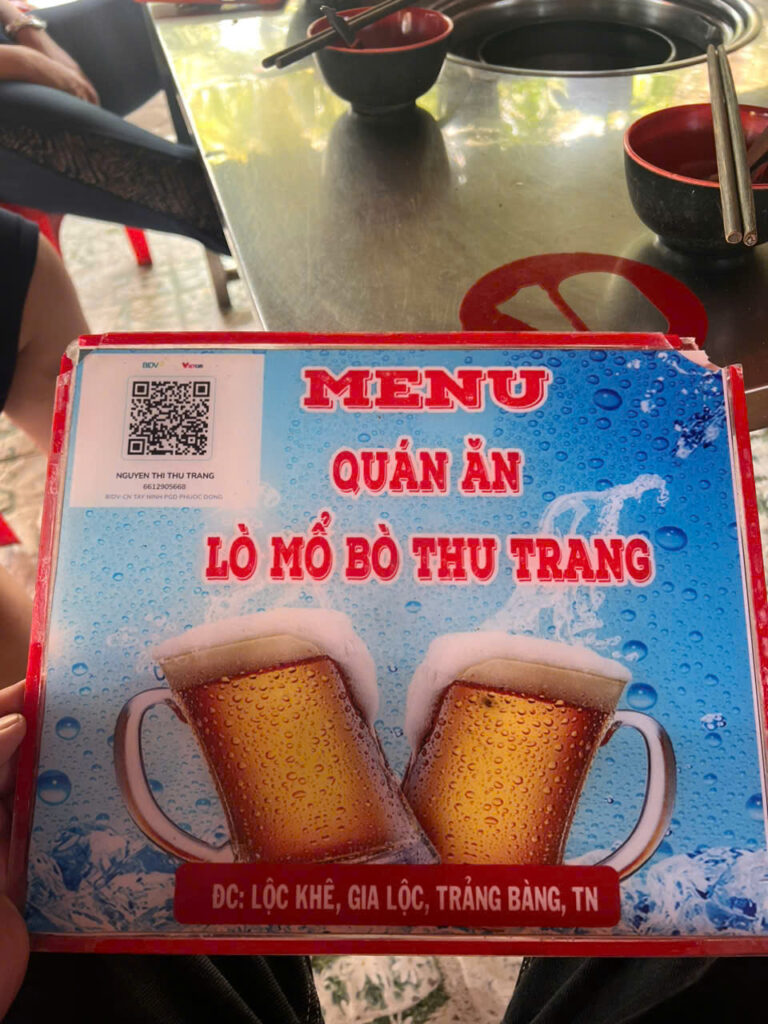 BIDV
VIETQR
NGUYEN THI THU TRANG
6612905668
BIDV-CN TAY NINH PGD PHUOC DONG
MENU
QUÁN ĂN
LÒ MỔ BÒ THU TRANG
ĐC: LỘC KHÊ, GIA LỘC, TRẢNG BÀNG, TN